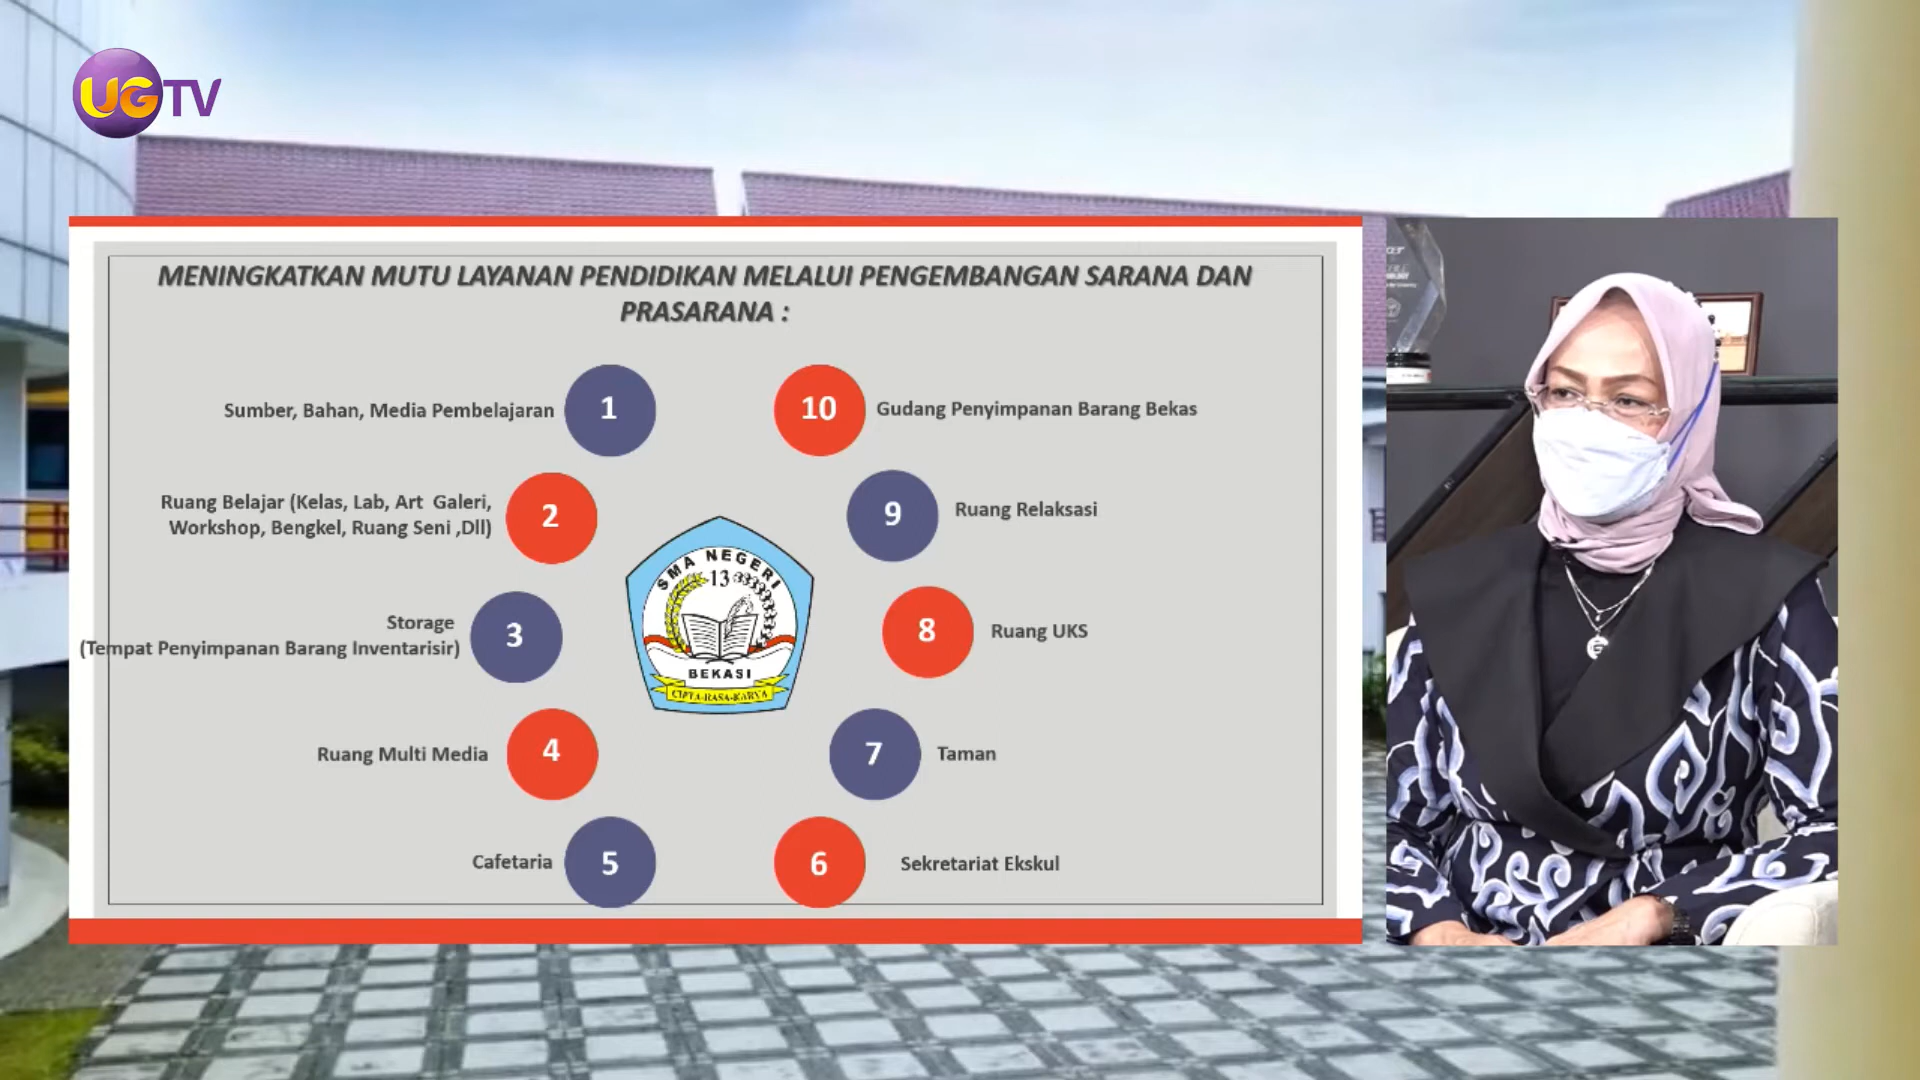 UGTV
MENINGKATKAN MUTU LAYANAN PENDIDIKAN MELALUI PENGEMBANGAN SARANA DAN
PRASARANA :
1
Sumber, Bahan, Media Pembelajaran
2
Ruang Belajar (Kelas, Lab, Art Galeri,
Workshop, Bengkel, Ruang Seni ,Dll)
3
Storage
(Tempat Penyimpanan Barang Inventarisir)
4
Ruang Multi Media
5
Cafetaria
10
Gudang Penyimpanan Barang Bekas
9
Ruang Relaksasi
8
Ruang UKS
7
Taman
6
Sekretariat Ekskul
SMA NEGERI
13
BEKASI
CIPTA-RASA-KARYA